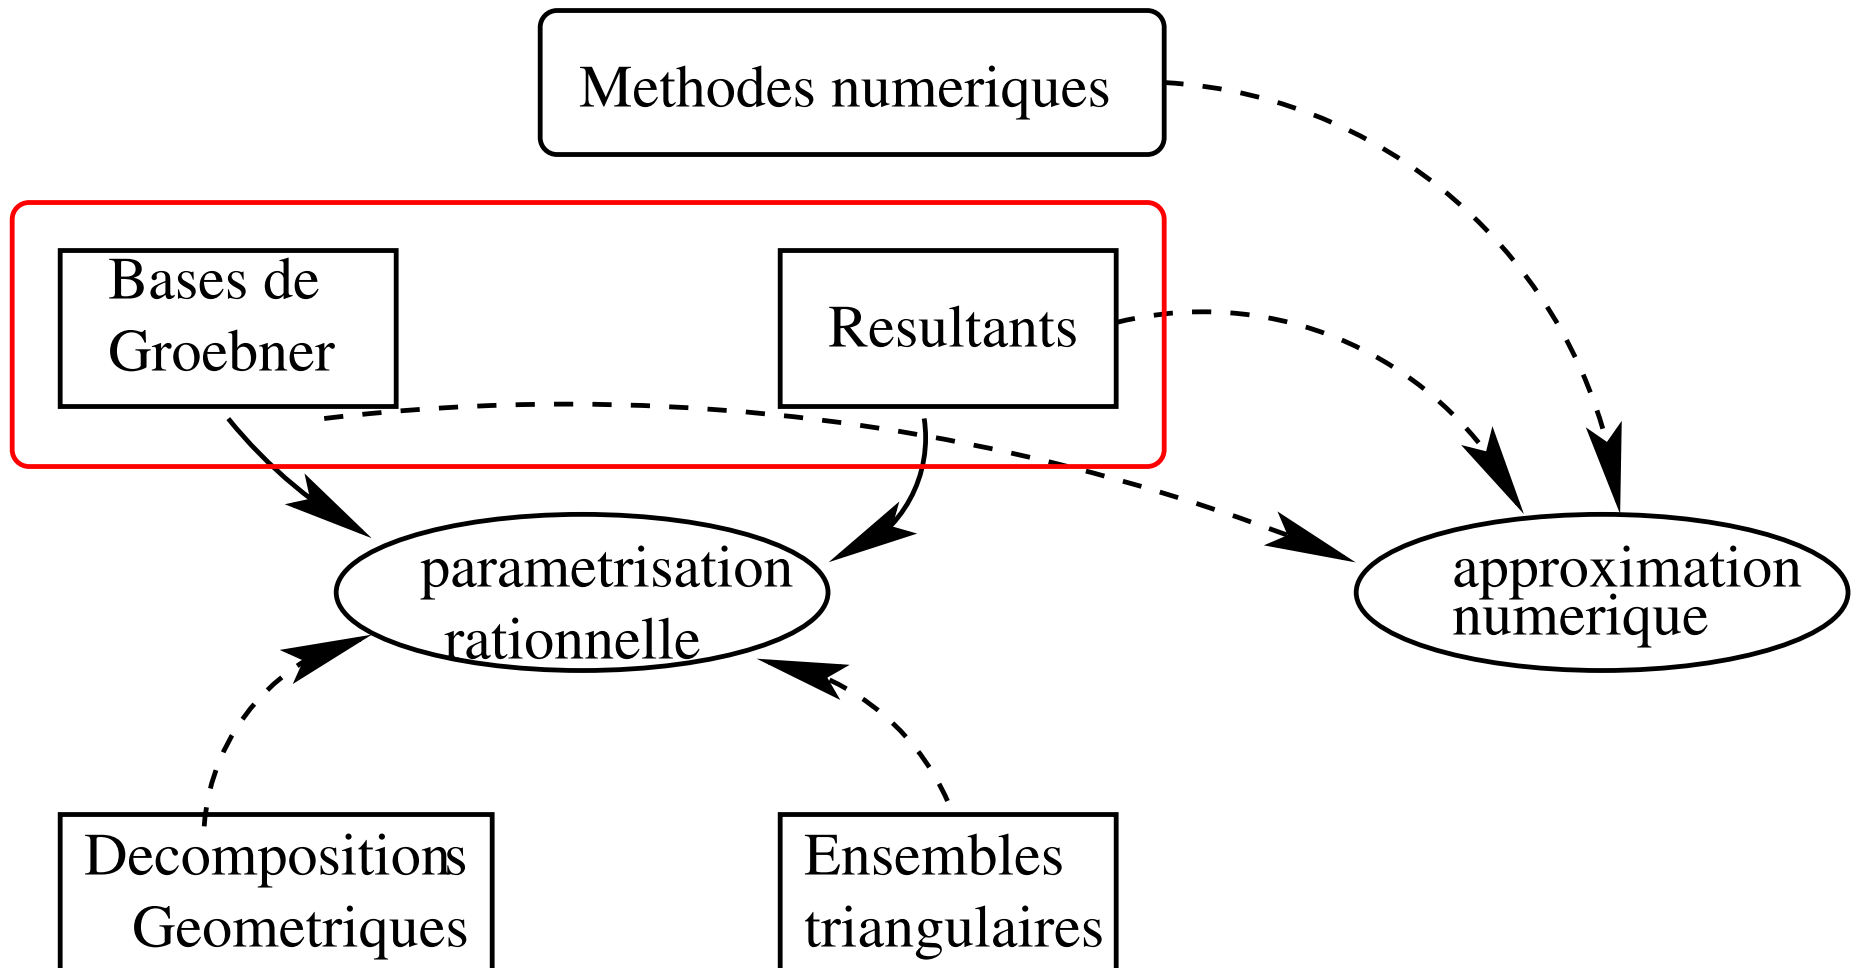 Methodes numeriques
Bases de
Groebner
Resultants
parametrisation
rationnelle
approximation
numerique
Decompositions
Geometriques
Ensembles
triangulaires